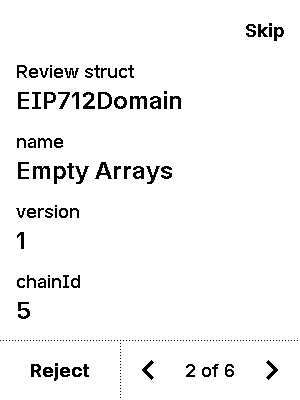 Skip
Review struct
EIP712Domain
name
Empty Arrays
version
1
chainId
5
Reject
2 of 6